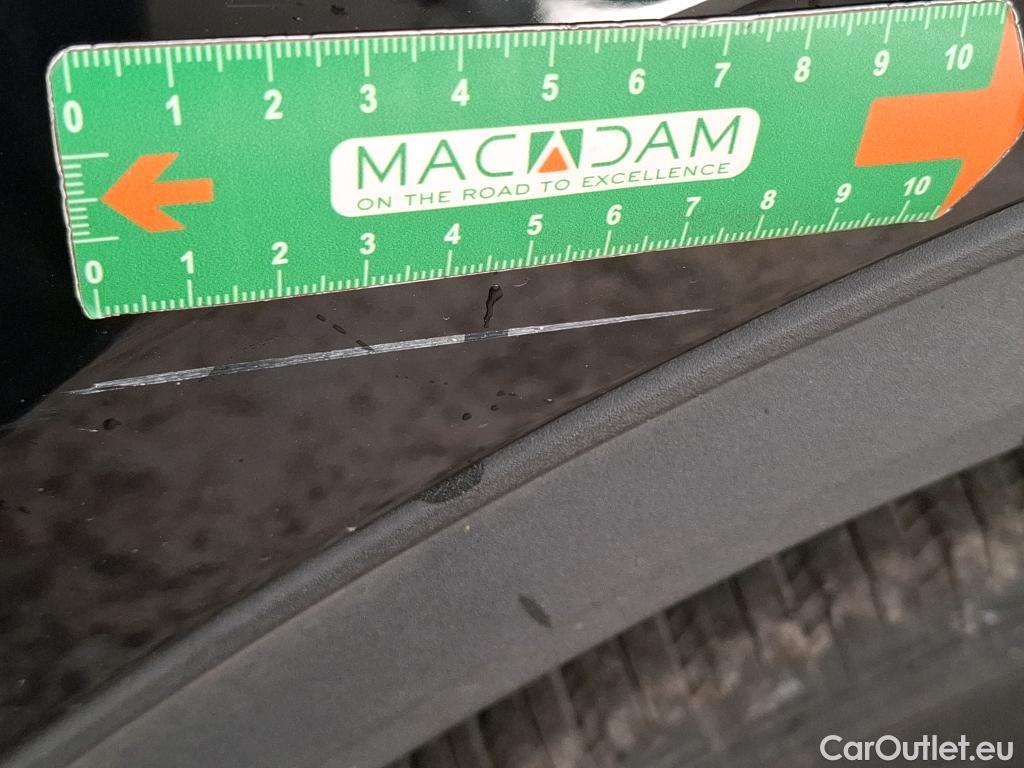 0 1 2 3 4 5 6 7 8 9 10
MACADAM
ON THE ROAD TO EXCELLENCE
0 1 2 3 4 5 6 7 8 9 10
CarOutlet.eu